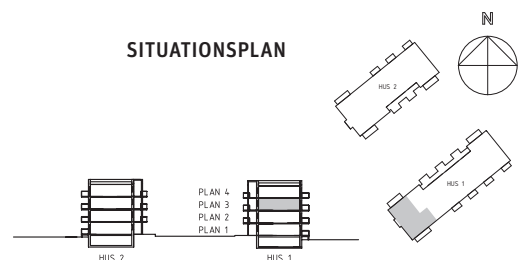 SITUATIONSPLAN
N
HUS 2
HUS 1
PLAN 4
PLAN 3
PLAN 2
PLAN 1
HUS 2
HUS 1